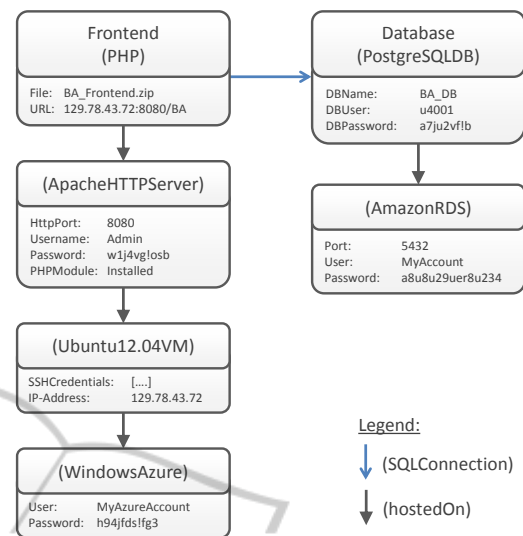 Frontend
(PHP)
File: BA_Frontend.zip
URL: 129.78.43.72:8080/BA
Database
(PostgreSQLDB)
DBName: BA_DB
DBUser: u4001
DBPassword: a7ju2vf!b
(ApacheHTTPServer)
HttpPort: 8080
Username: Admin
Password: w1j4vg!osb
PHPModule: Installed
(AmazonRDS)
Port: 5432
User: MyAccount
Password: a8u8u29uer8u234
(Ubuntu12.04VM)
SSHCredentials: [....]
IP-Address: 129.78.43.72
(WindowsAzure)
User: MyAzureAccount
Password: h94jfds!fg3
Legend:
(SQLConnection)
(hostedOn)